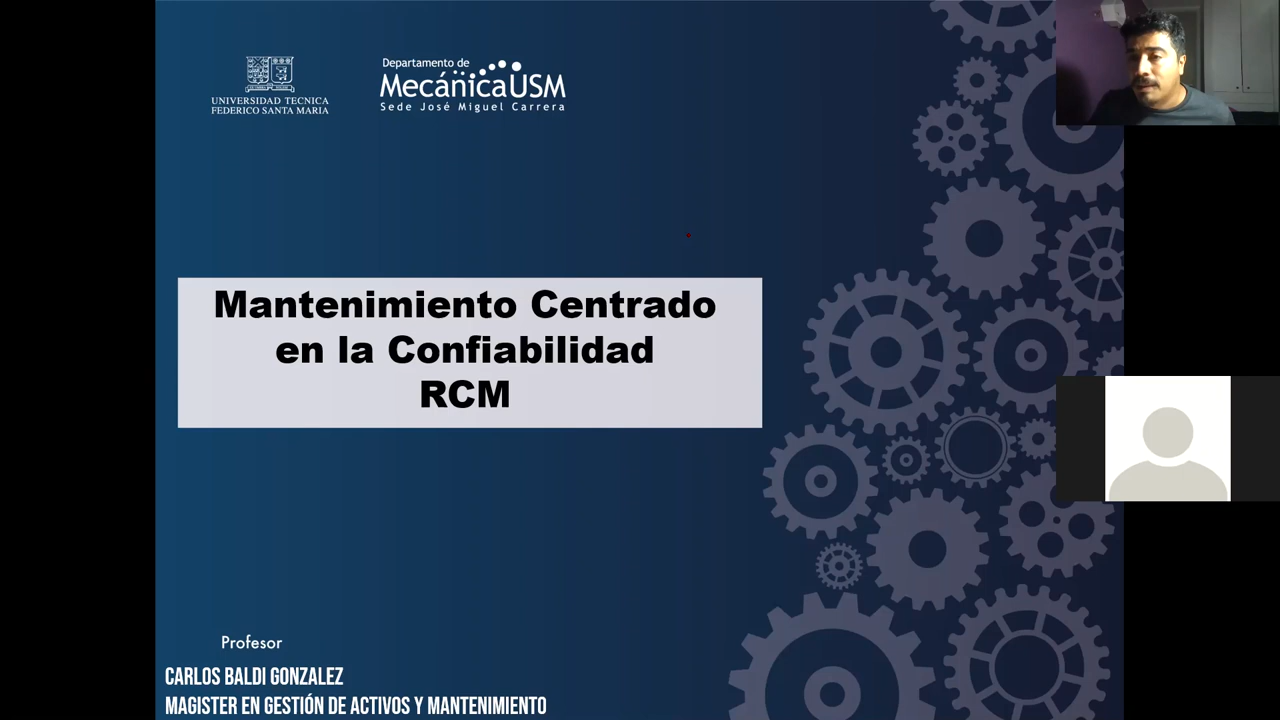 UNIVERSIDAD TECNICA
FEDERICO SANTA MARIA
Departamento de
MecánicaUSM
Sede José Miguel Carrera
Mantenimiento Centrado
en la Confiabilidad
RCM
Profesor
CARLOS BALDI GONZALEZ
MAGISTER EN GESTIÓN DE ACTIVOS Y MANTENIMIENTO